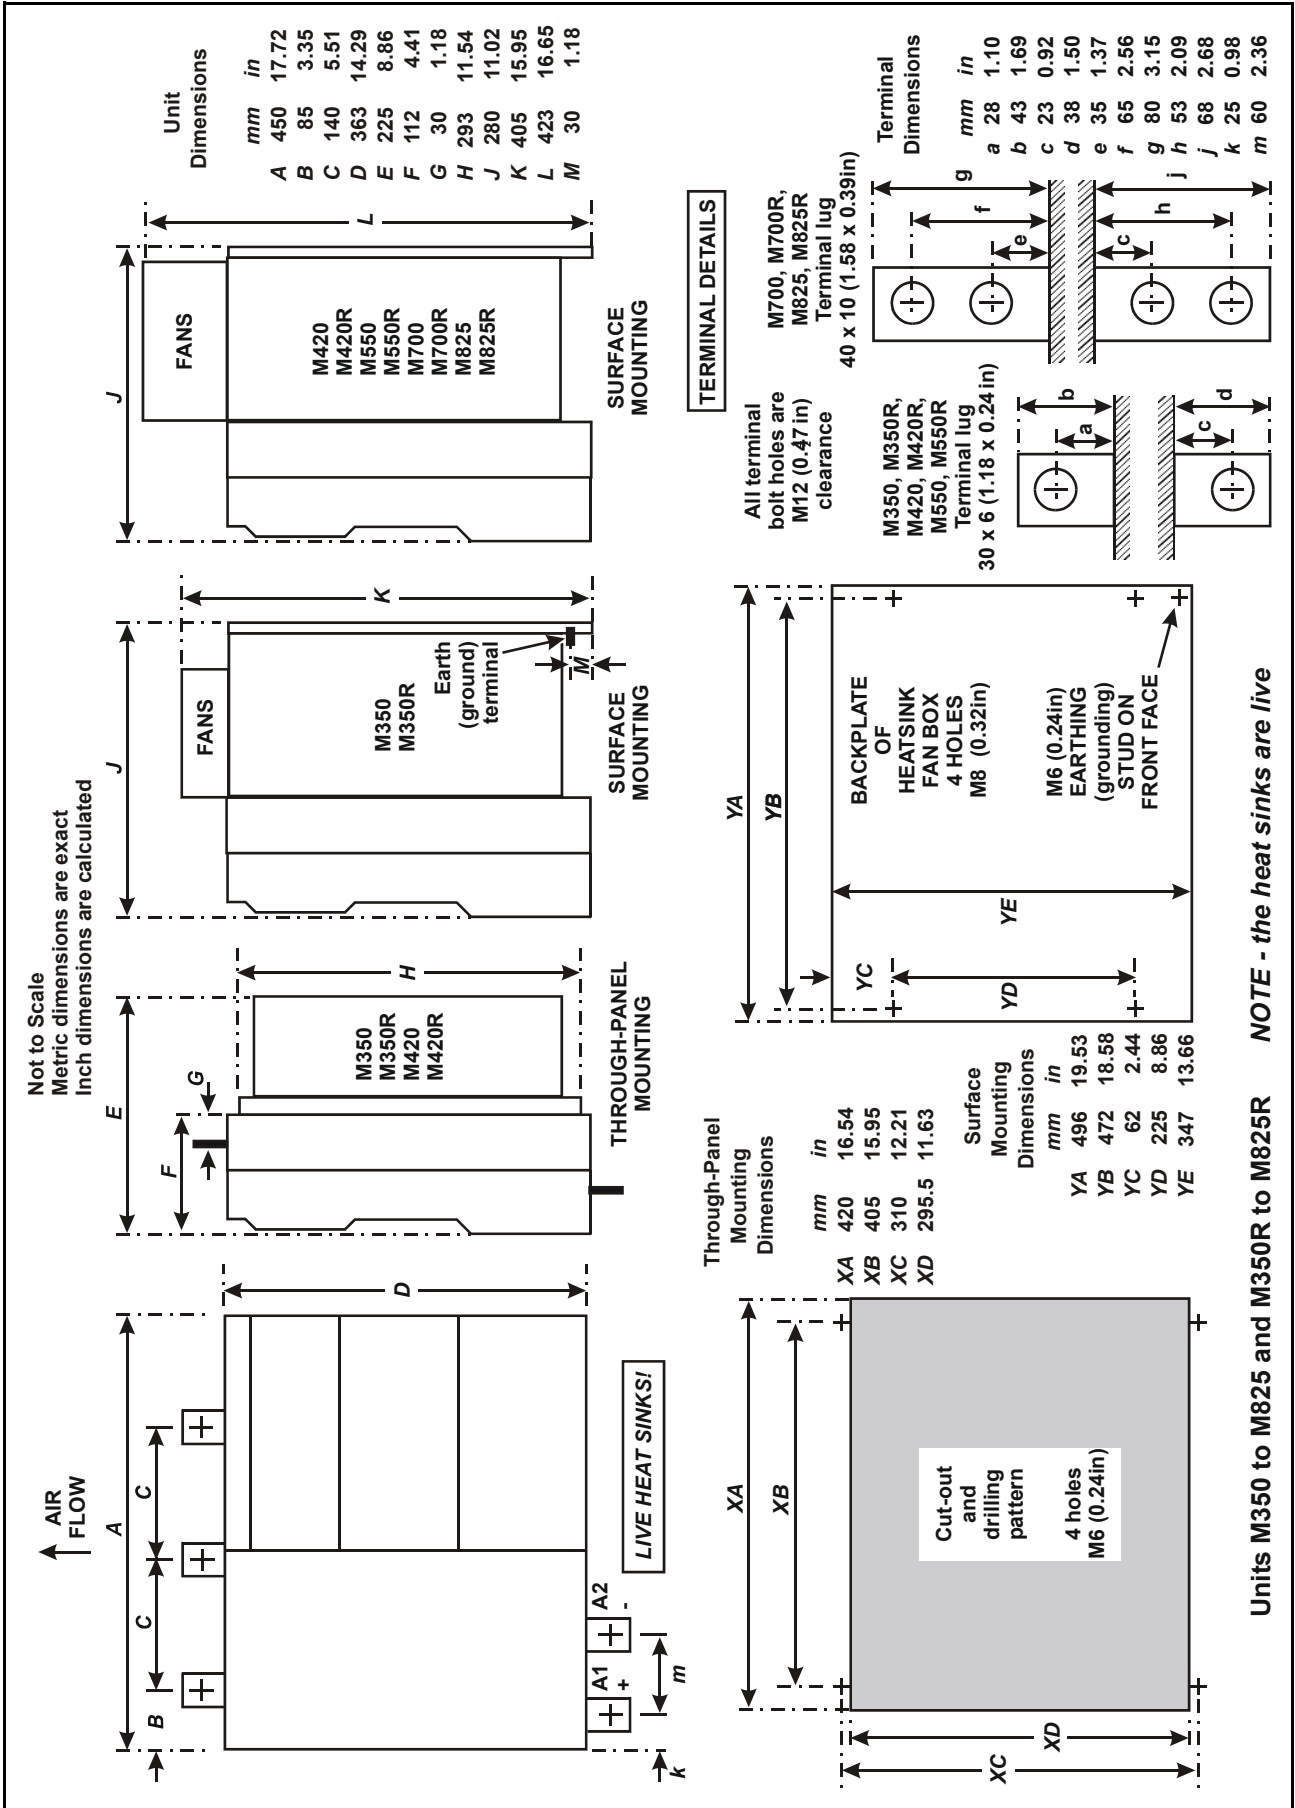 Not to Scale
Metric dimensions are exact
Inch dimensions are calculated
AIR
FLOW
A
B
C
C
D
A1
+
A2
-
k
m
LIVE HEAT SINKS!
E
F
G
H
M350
M350R
M420
M420R
THROUGH-PANEL
MOUNTING
J
FANS
K
M350
M350R
Earth
(ground)
terminal
M
SURFACE
MOUNTING
J
FANS
L
M420
M420R
M550
M550R
M700
M700R
M825
M825R
SURFACE
MOUNTING
Unit
Dimensions
mm in
A 450 17.72
B 85 3.35
C 140 5.51
D 363 14.29
E 225 8.86
F 112 4.41
G 30 1.18
H 293 11.54
J 280 11.02
K 405 15.95
L 423 16.65
M 30 1.18
XA
XB
XC
XD
Cut-out
and
drilling
pattern
4 holes
M6 (0.24in)
Through-Panel
Mounting
Dimensions
mm in
XA 420 16.54
XB 405 15.95
XC 310 12.21
XD 295.5 11.63
Surface
Mounting
Dimensions
mm in
YA 496 19.53
YB 472 18.58
YC 62 2.44
YD 225 8.86
YE 347 13.66
YA
YB
YC
YD
YE
BACKPLATE
OF
HEATSINK
FAN BOX
4 HOLES
M8 (0.32in)
M6 (0.24in)
EARTHING
(grounding)
STUD ON
FRONT FACE
TERMINAL DETAILS
All terminal
bolt holes are
M12 (0.47 in)
clearance
M350, M350R,
M420, M420R,
M550, M550R
Terminal lug
30 x 6 (1.18 x 0.24 in)
a
b
c
d
M700, M700R,
M825, M825R
Terminal lug
40 x 10 (1.58 x 0.39in)
e
f
g
c
h
j
Terminal
Dimensions
mm in
a 28 1.10
b 43 1.69
c 23 0.92
d 38 1.50
e 35 1.37
f 65 2.56
g 80 3.15
h 53 2.09
j 68 2.68
k 25 0.98
m 60 2.36
Units M350 to M825 and M350R to M825R NOTE - the heat sinks are live